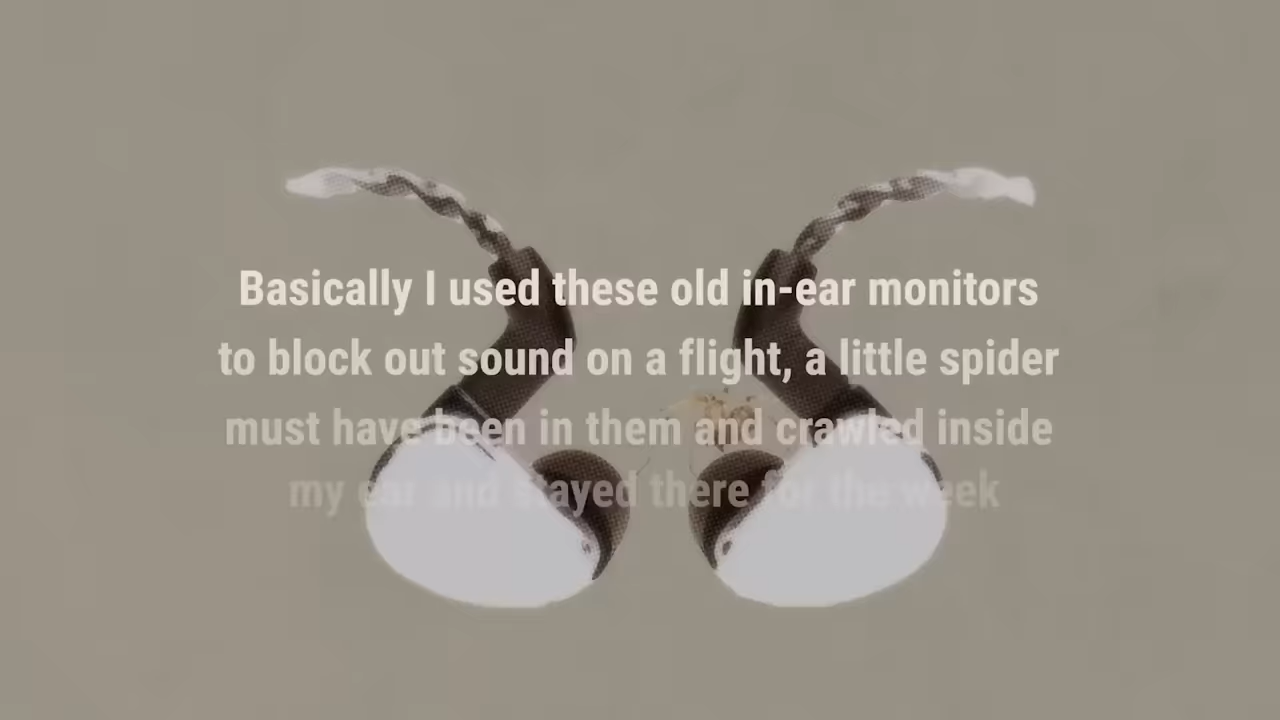 Basically I used these old in-ear monitors
to block out sound on a flight, a little spider
must have been in them and crawled inside
my ear and stayed there for the week